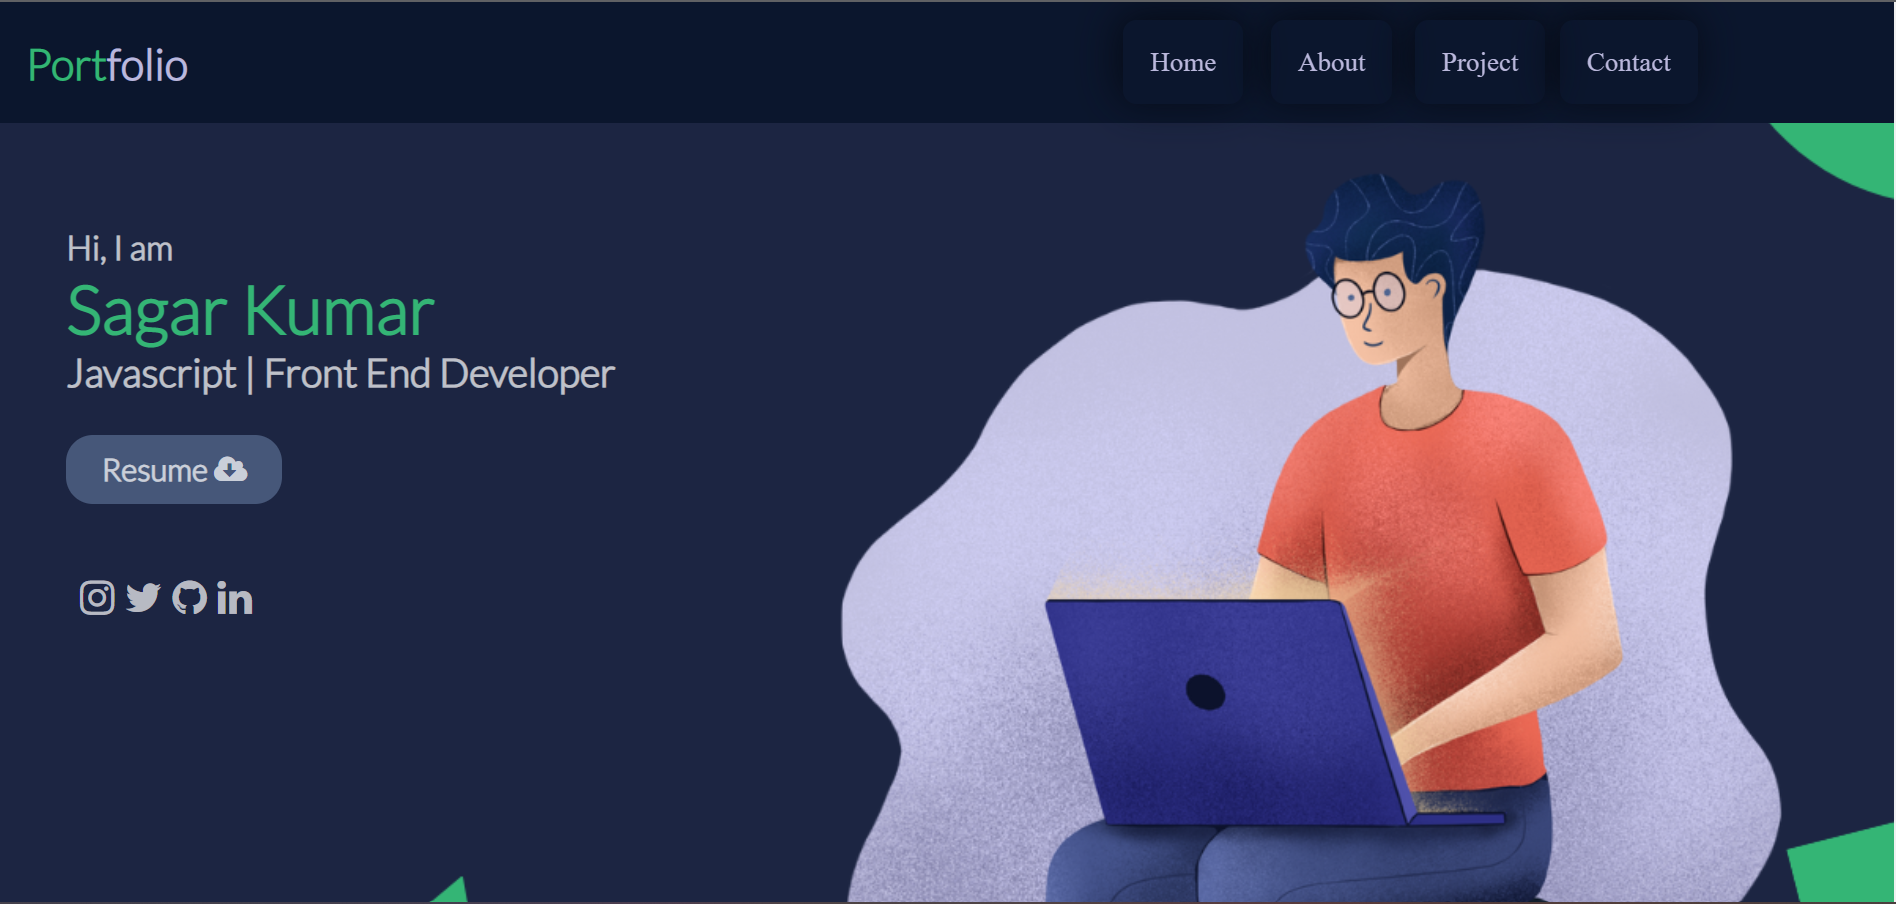 Portfolio
Home About Project Contact
Hi, I am
Sagar Kumar
Javascript | Front End Developer
Resume